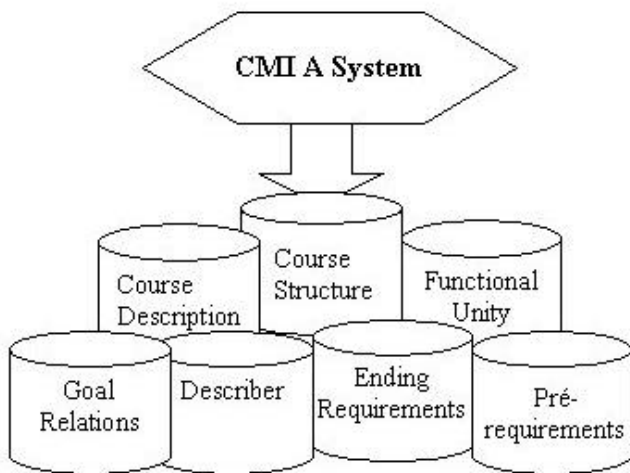 CMI A System
Course
Structure
Course
Description
Functional
Unity
Goal
Relations
Describer
Ending
Requirements
Pré-
requirements